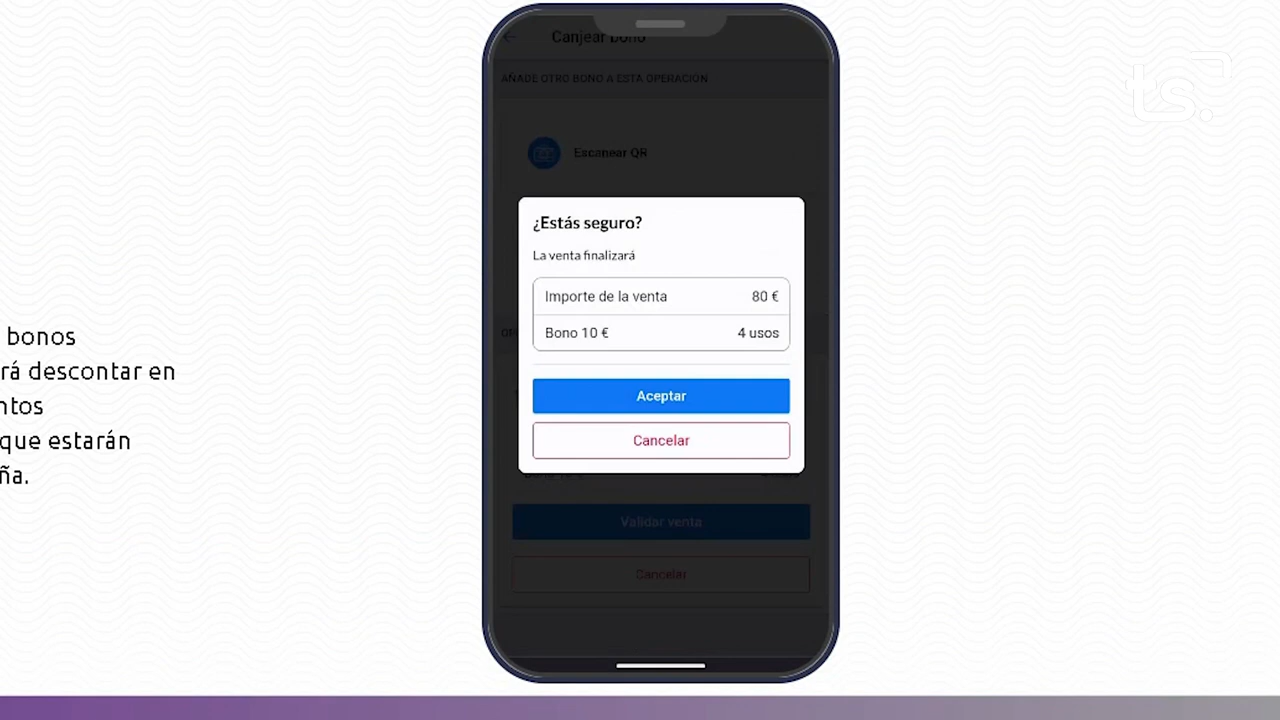 Canjear bono
AÑADE OTRO BONO A ESTA OPERACIÓN
Escanear QR
¿Estás seguro?
La venta finalizará
Importe de la venta 80 €
Bono 10 € 4 usos
Aceptar
Cancelar
Validar venta
Cancelar
bonos
rá descontar en
ntos
que estarán
ña.
ts.